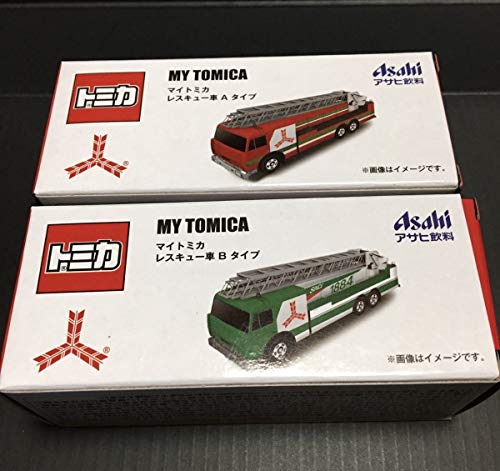 トミカ
®
MY TOMICA
マイトミカ
レスキュー車 A タイプ
Asahi
アサヒ飲料
※画像はイメージです。
トミカ
®
MY TOMICA
マイトミカ
レスキュー車 B タイプ
SINCE 1884
Asahi
アサヒ飲料
※画像はイメージです。